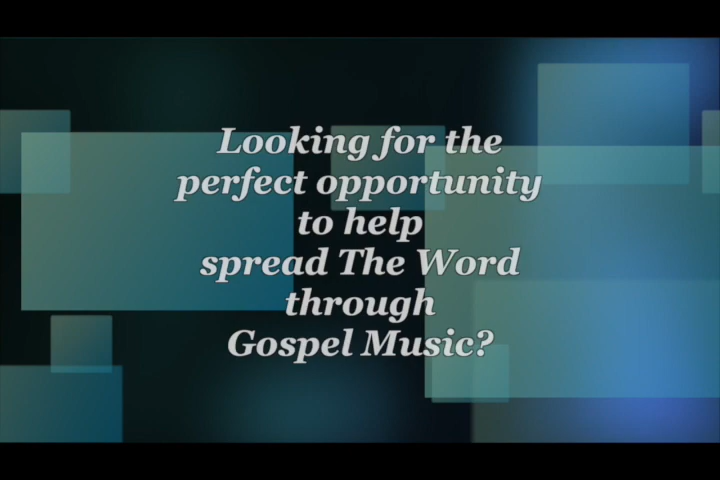 Looking for the
perfect opportunity
to help
spread The Word
through
Gospel Music?